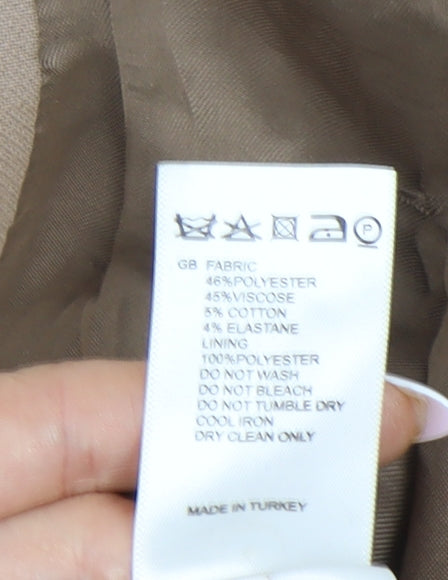 P
GB FABRIC
46%POLYESTER
45%VISCOSE
5% COTTON
4% ELASTANE
LINING
100%POLYESTER
DO NOT WASH
DO NOT BLEACH
DO NOT TUMBLE DRY
COOL IRON
DRY CLEAN ONLY
MADE IN TURKEY